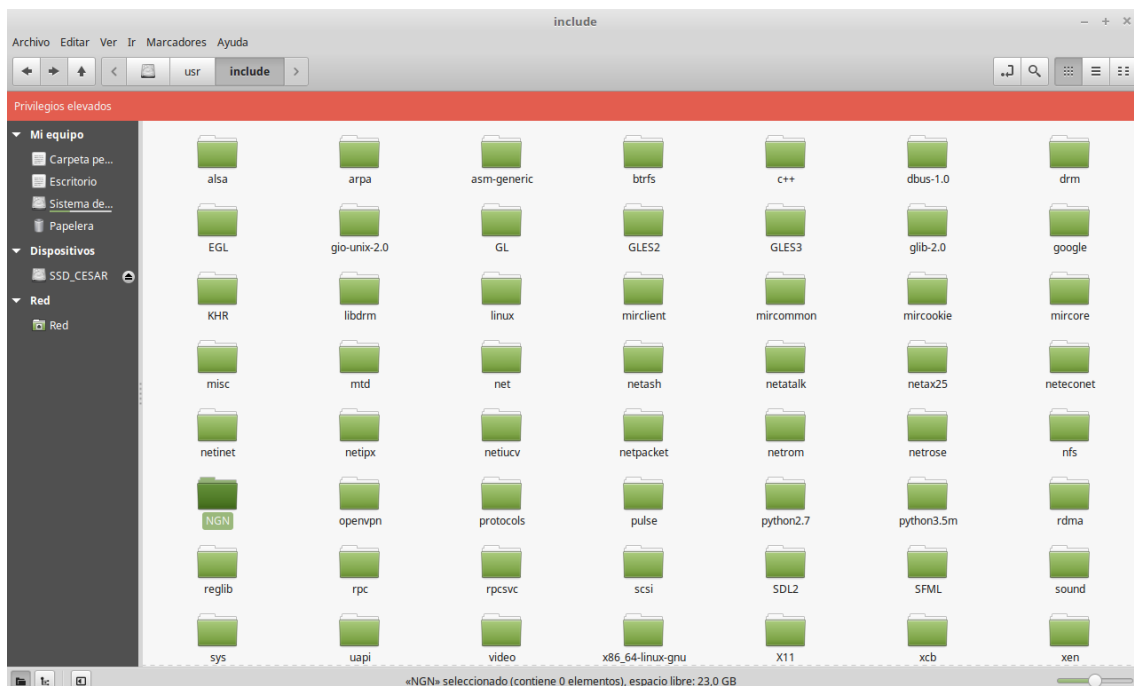 include
Archivo Editar Ver Ir Marcadores Ayuda
usr include
Privilegios elevados
Mi equipo
Carpeta pe...
Escritorio
Sistema de...
Papelera
Dispositivos
SSD_CESAR
Red
Red
alsa arpa asm-generic btrfs c++ dbus-1.0 drm
EGL gio-unix-2.0 GL GLES2 GLES3 glib-2.0 google
KHR libdrm linux mirclient mircommon mircookie mircore
misc mtd net netash netatalk netax25 neteconet
netinet netipx netiucv netpacket netrom netrose nfs
NGN openvpn protocols pulse python2.7 python3.5m rdma
reglib rpc rpcsvc scsi SDL2 SFML sound
sys uapi video x86_64-linux-gnu X11 xcb xen
«NGN» seleccionado (contiene 0 elementos), espacio libre: 23,0 GB